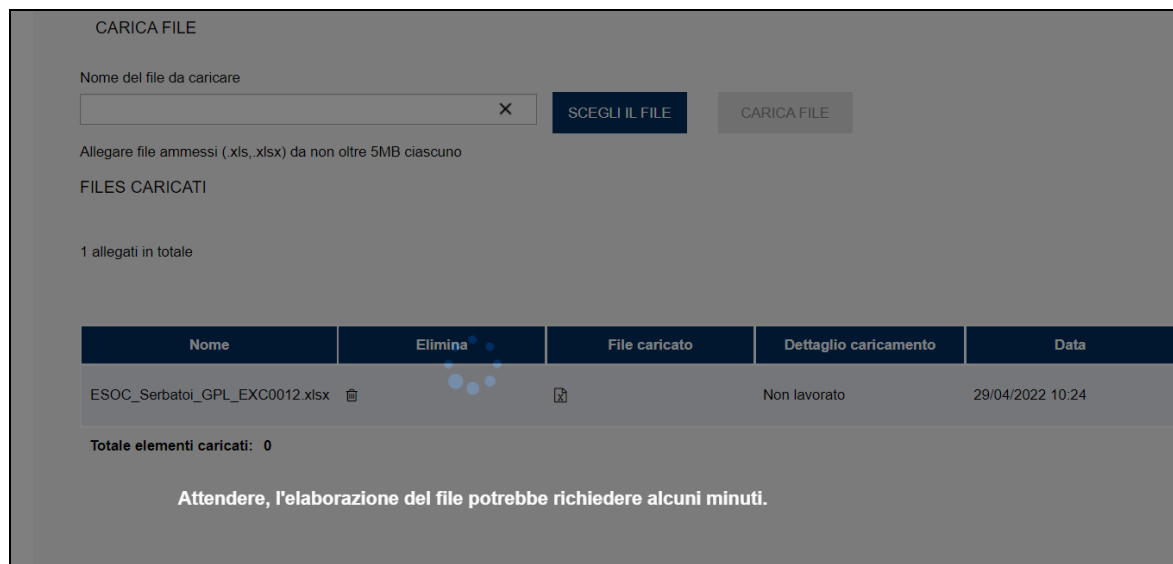 CARICA FILE
Nome del file da caricare
SCEGLI IL FILE CARICA FILE
Allegare file ammessi (.xls,.xlsx) da non oltre 5MB ciascuno
FILES CARICATI
1 allegati in totale
Nome Elimina File caricato Dettaglio caricamento Data
ESOC_Serbatoi_GPL_EXC0012.xlsx Non lavorato 29/04/2022 10:24
Totale elementi caricati: 0
Attendere, l'elaborazione del file potrebbe richiedere alcuni minuti.